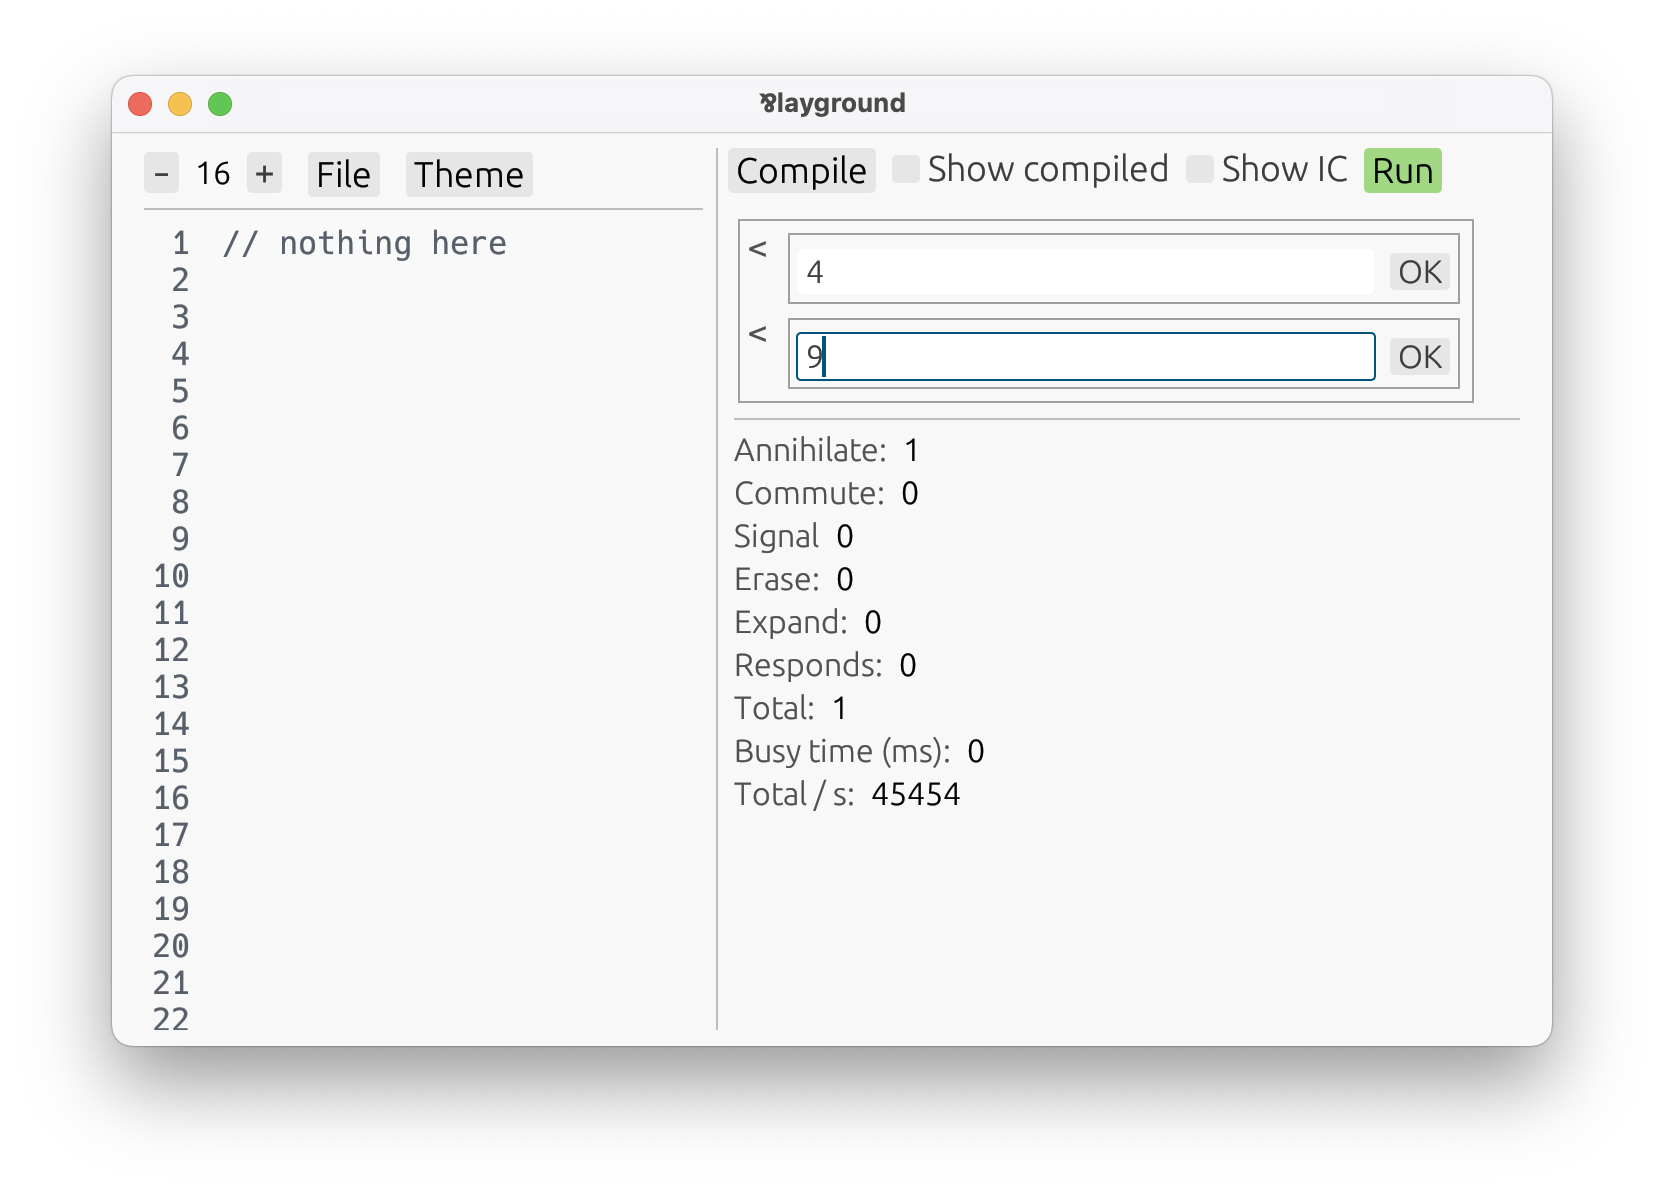 ⅋layground
- 16 + File Theme
Compile Show compiled Show IC Run
1 // nothing here
2
3
4
5
6
7
8
9
10
11
12
13
14
15
16
17
18
19
20
21
22
< 4 OK
< 9 OK
Annihilate: 1
Commute: 0
Signal 0
Erase: 0
Expand: 0
Responds: 0
Total: 1
Busy time (ms): 0
Total / s: 45454